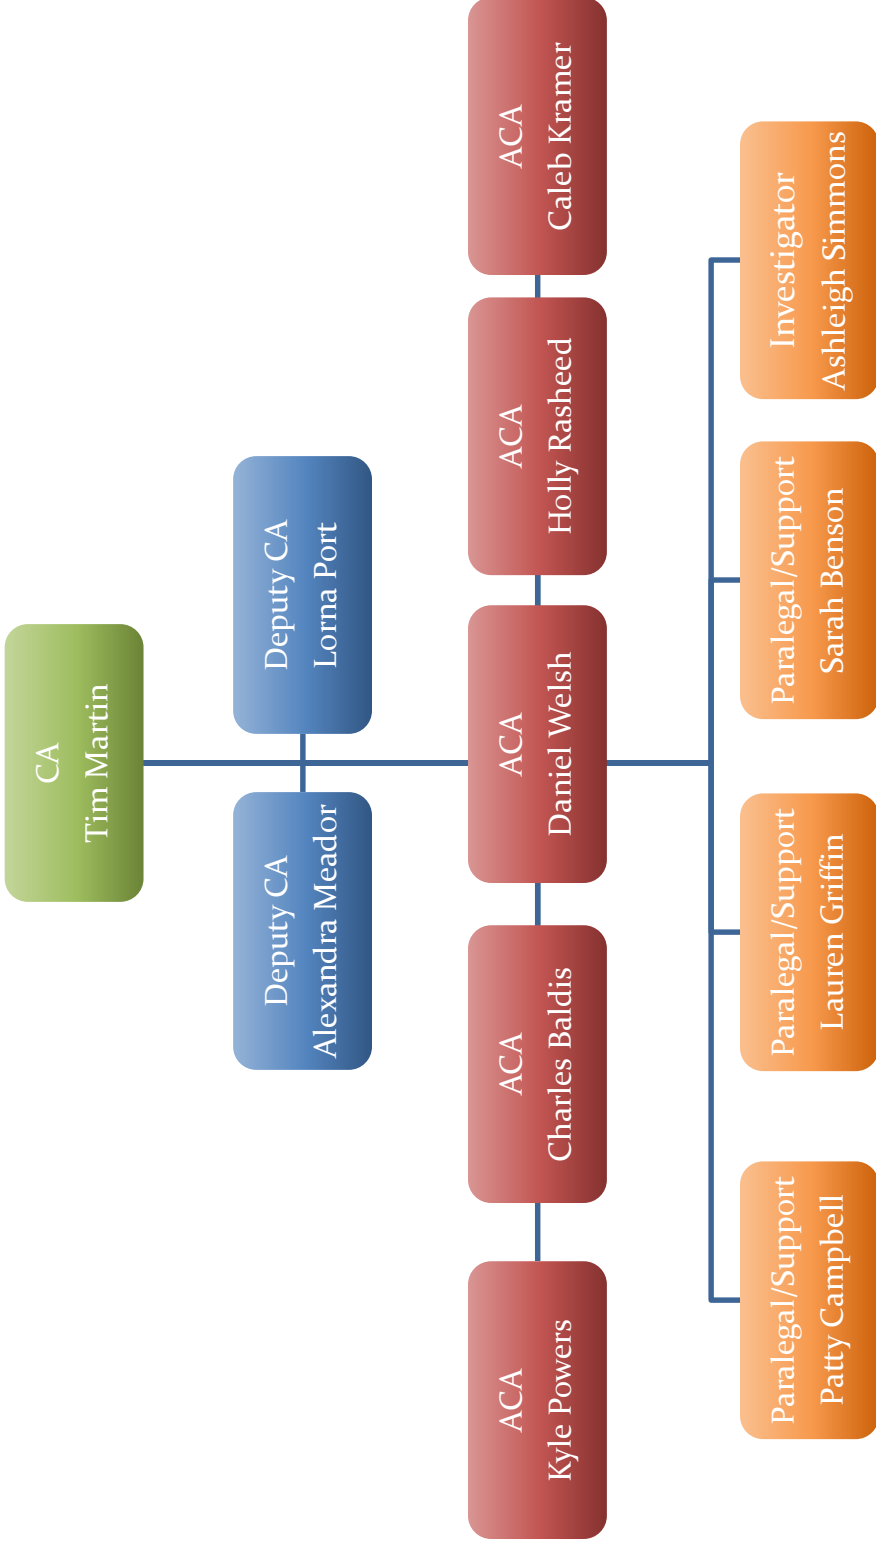 CA
Tim Martin
Deputy CA
Alexandra Meador
Deputy CA
Lorna Port
ACA
Kyle Powers
ACA
Charles Baldis
ACA
Daniel Welsh
ACA
Holly Rasheed
ACA
Caleb Kramer
Paralegal/Support
Patty Campbell
Paralegal/Support
Lauren Griffin
Paralegal/Support
Sarah Benson
Investigator
Ashleigh Simmons